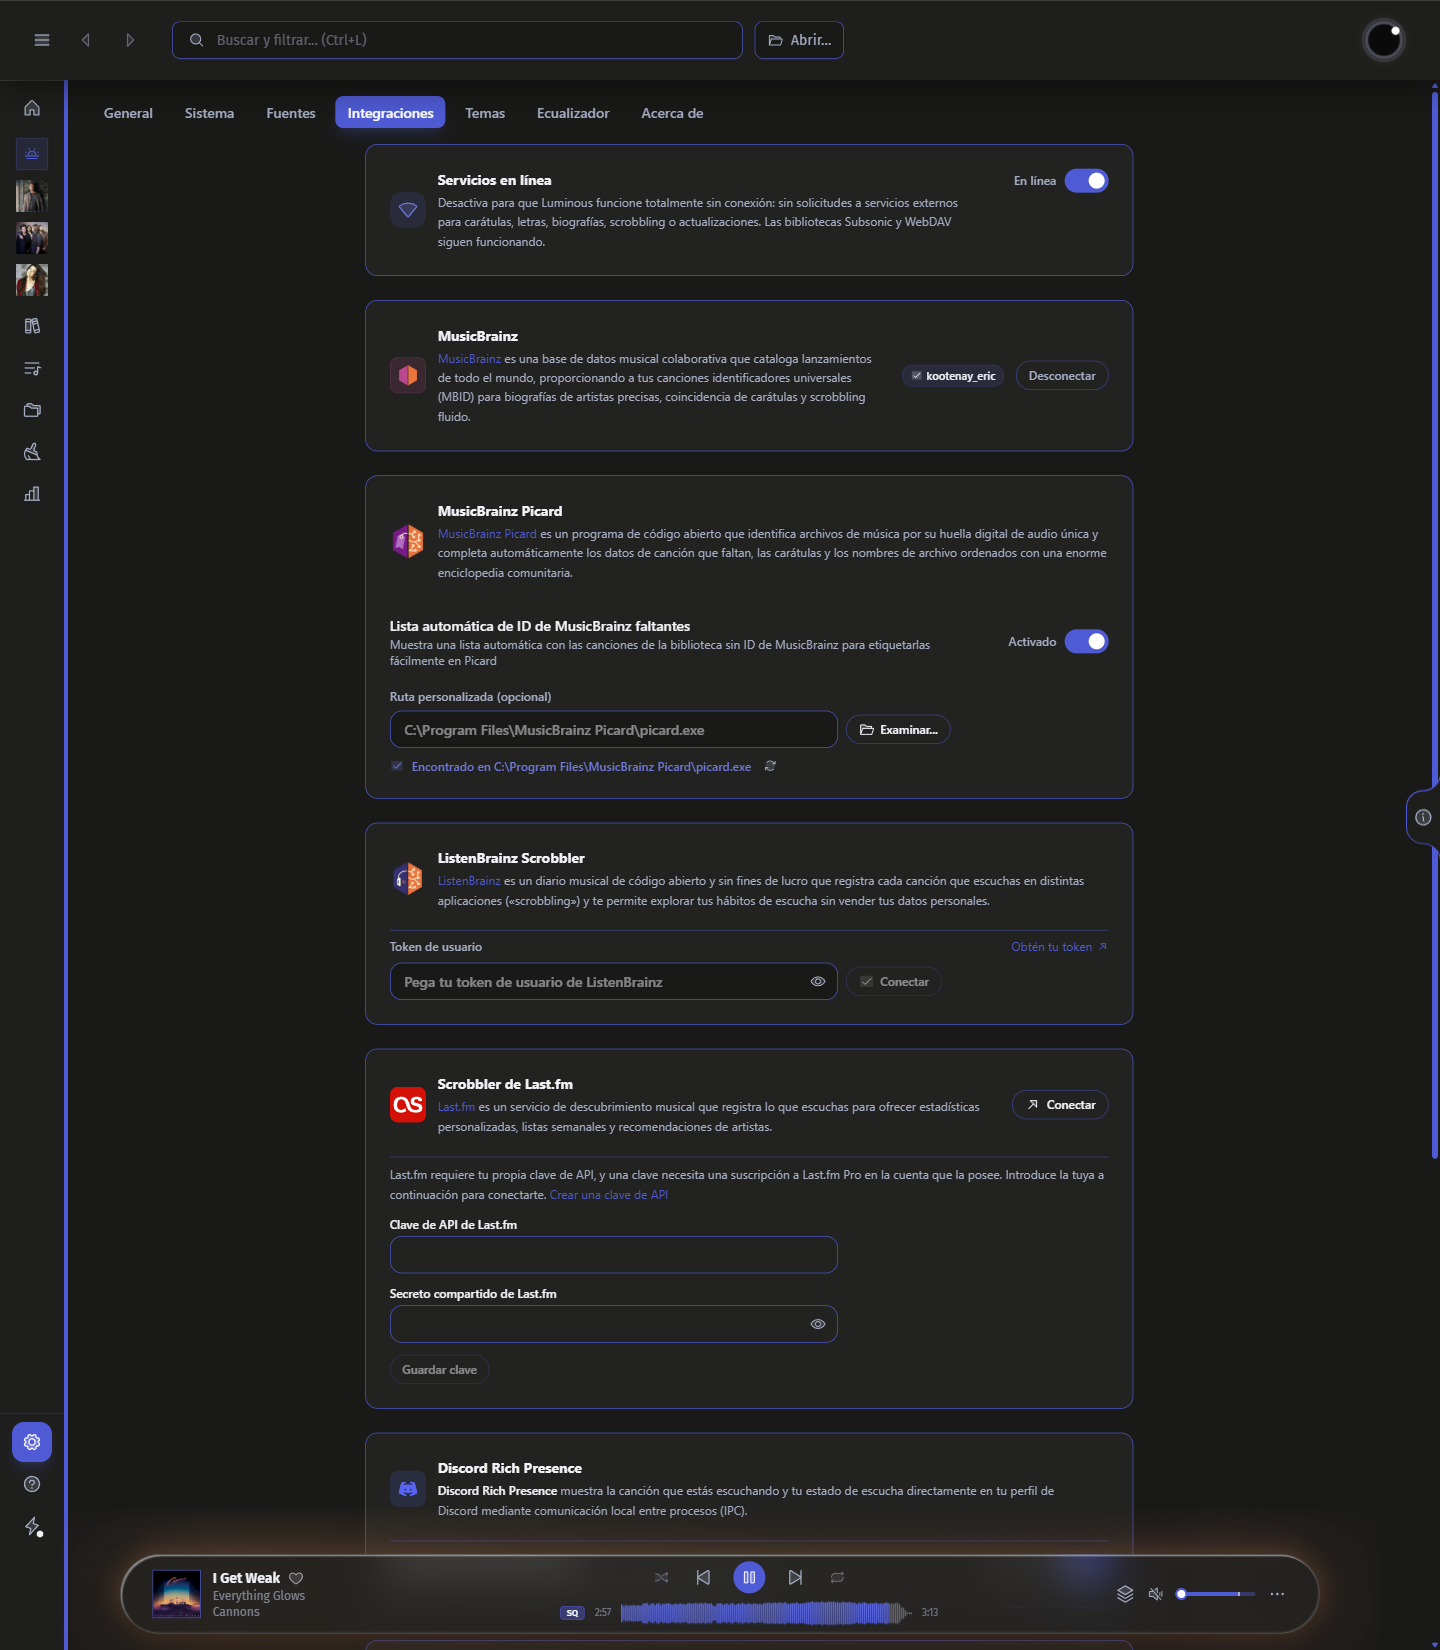 Buscar y filtrar... (Ctrl+L)
Abrir...
General
Sistema
Fuentes
Integraciones
Temas
Ecualizador
Acerca de
Servicios en línea
Desactiva para que Luminous funcione totalmente sin conexión: sin solicitudes a servicios externos
para carátulas, letras, biografías, scrobbling o actualizaciones. Las bibliotecas Subsonic y WebDAV
siguen funcionando.
En línea
MusicBrainz
MusicBrainz es una base de datos musical colaborativa que cataloga lanzamientos
de todo el mundo, proporcionando a tus canciones identificadores universales
(MBID) para biografías de artistas precisas, coincidencia de carátulas y scrobbling
fluido.
kootenay_eric
Desconectar
MusicBrainz Picard
MusicBrainz Picard es un programa de código abierto que identifica archivos de música por su huella digital de audio única y
completa automáticamente los datos de canción que faltan, las carátulas y los nombres de archivo ordenados con una enorme
enciclopedia comunitaria.
Lista automática de ID de MusicBrainz faltantes
Muestra una lista automática con las canciones de la biblioteca sin ID de MusicBrainz para etiquetarlas
fácilmente en Picard
Activado
Ruta personalizada (opcional)
C:\Program Files\MusicBrainz Picard\picard.exe
Examinar...
Encontrado en C:\Program Files\MusicBrainz Picard\picard.exe
ListenBrainz Scrobbler
ListenBrainz es un diario musical de código abierto y sin fines de lucro que registra cada canción que escuchas en distintas
aplicaciones («scrobbling») y te permite explorar tus hábitos de escucha sin vender tus datos personales.
Token de usuario
Obtén tu token
Pega tu token de usuario de ListenBrainz
Conectar
Scrobbler de Last.fm
Last.fm es un servicio de descubrimiento musical que registra lo que escuchas para ofrecer estadísticas
personalizadas, listas semanales y recomendaciones de artistas.
Conectar
Last.fm requiere tu propia clave de API, y una clave necesita una suscripción a Last.fm Pro en la cuenta que la posee. Introduce la tuya a
continuación para conectarte. Crear una clave de API
Clave de API de Last.fm
Secreto compartido de Last.fm
Guardar clave
Discord Rich Presence
Discord Rich Presence muestra la canción que estás escuchando y tu estado de escucha directamente en tu perfil de
Discord mediante comunicación local entre procesos (IPC).
I Get Weak
Everything Glows
Cannons
SQ
2:57
3:13